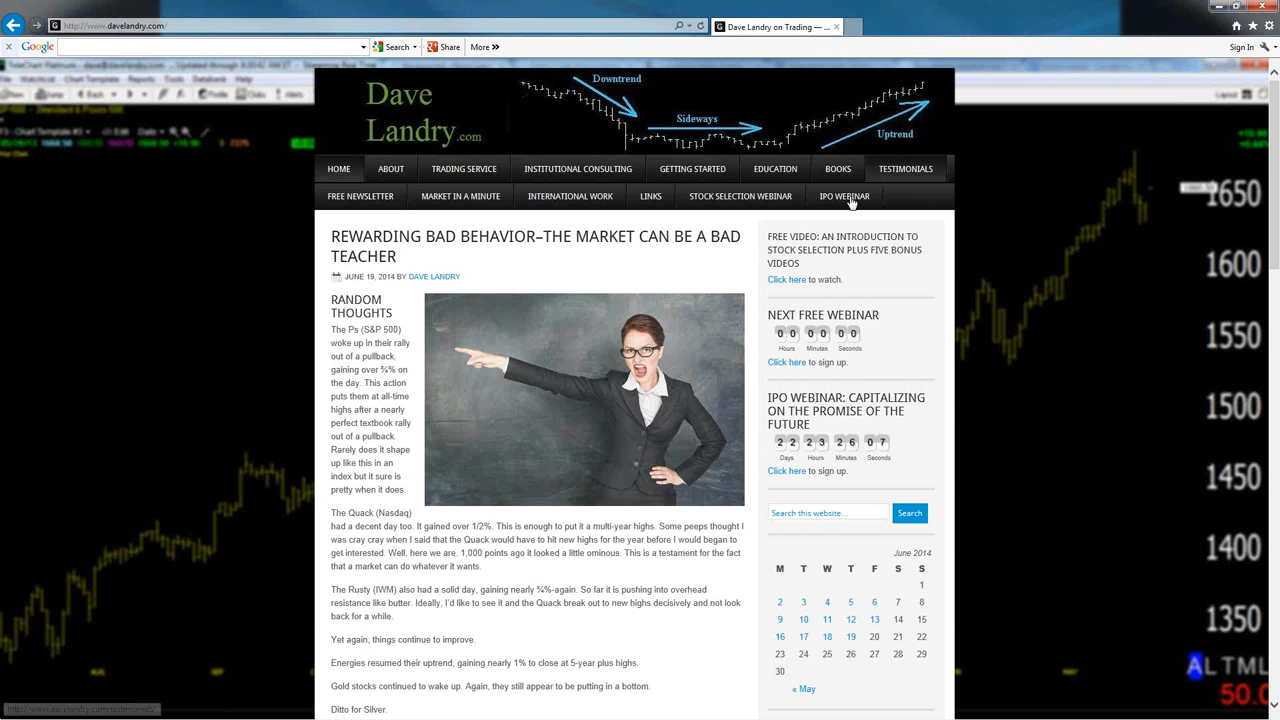 http://www.davelandry.com/
Dave Landry on Trading — ...
Google
Search
Share
More »
Sign In
Dave
Landry.com
Downtrend
Sideways
Uptrend
HOME ABOUT TRADING SERVICE INSTITUTIONAL CONSULTING GETTING STARTED EDUCATION BOOKS TESTIMONIALS
FREE NEWSLETTER MARKET IN A MINUTE INTERNATIONAL WORK LINKS STOCK SELECTION WEBINAR IPO WEBINAR
REWARDING BAD BEHAVIOR–THE MARKET CAN BE A BAD
TEACHER
JUNE 19, 2014 BY DAVE LANDRY
RANDOM
THOUGHTS
The Ps (S&P 500)
woke up in their rally
out of a pullback,
gaining over ¾% on
the day. This action
puts them at all-time
highs after a nearly
perfect textbook rally
out of a pullback.
Rarely does it shape
up like this in an
index but it sure is
pretty when it does.
The Quack (Nasdaq)
had a decent day too. It gained over 1/2%. This is enough to put it a multi-year highs. Some peeps thought I
was cray cray when I said that the Quack would have to hit new highs for the year before I would began to
get interested. Well, here we are. 1,000 points ago it looked a little ominous. This is a testament for the fact
that a market can do whatever it wants.
The Rusty (IWM) also had a solid day, gaining nearly ¾%-again. So far it is pushing into overhead
resistance like butter. Ideally, I'd like to see it and the Quack break out to new highs decisively and not look
back for a while.
Yet again, things continue to improve.
Energies resumed their uptrend, gaining nearly 1% to close at 5-year plus highs.
Gold stocks continued to wake up. Again, they still appear to be putting in a bottom.
Ditto for Silver.
FREE VIDEO: AN INTRODUCTION TO
STOCK SELECTION PLUS FIVE BONUS
VIDEOS
Click here to watch.
NEXT FREE WEBINAR
00 00 00
Hours Minutes Seconds
Click here to sign up.
IPO WEBINAR: CAPITALIZING
ON THE PROMISE OF THE
FUTURE
22 23 26 07
Days Hours Minutes Seconds
Click here to sign up.
Search this website...
Search
June 2014
M T W T F S S
1
2 3 4 5 6 7 8
9 10 11 12 13 14 15
16 17 18 19 20 21 22
23 24 25 26 27 28 29
30
« May
1650
1600
1550
1500
1450
1400
1350
1300
50.0